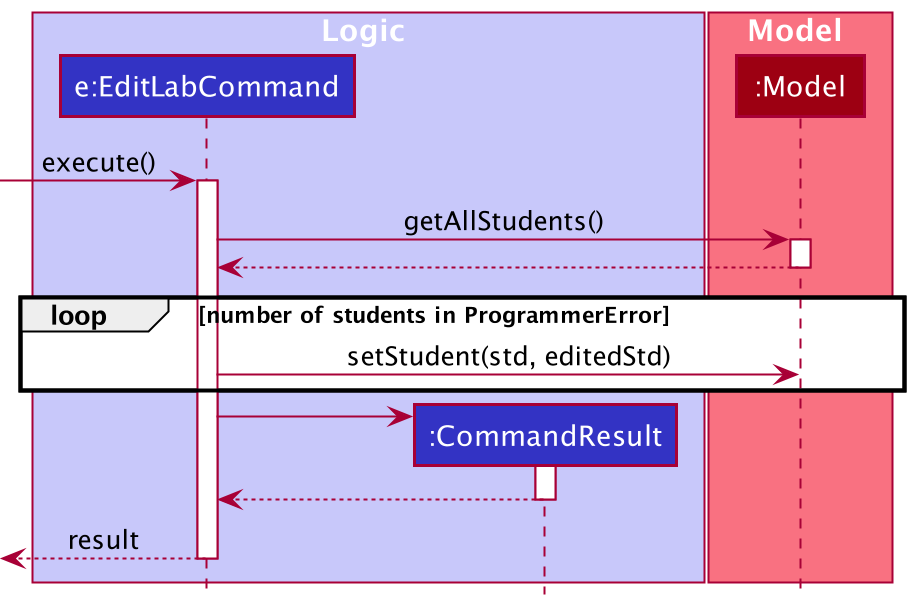 Logic
Model
e:EditLabCommand
:Model
execute()
getAllStudents()
loop
[number of students in ProgrammerError]
setStudent(std, editedStd)
:CommandResult
result